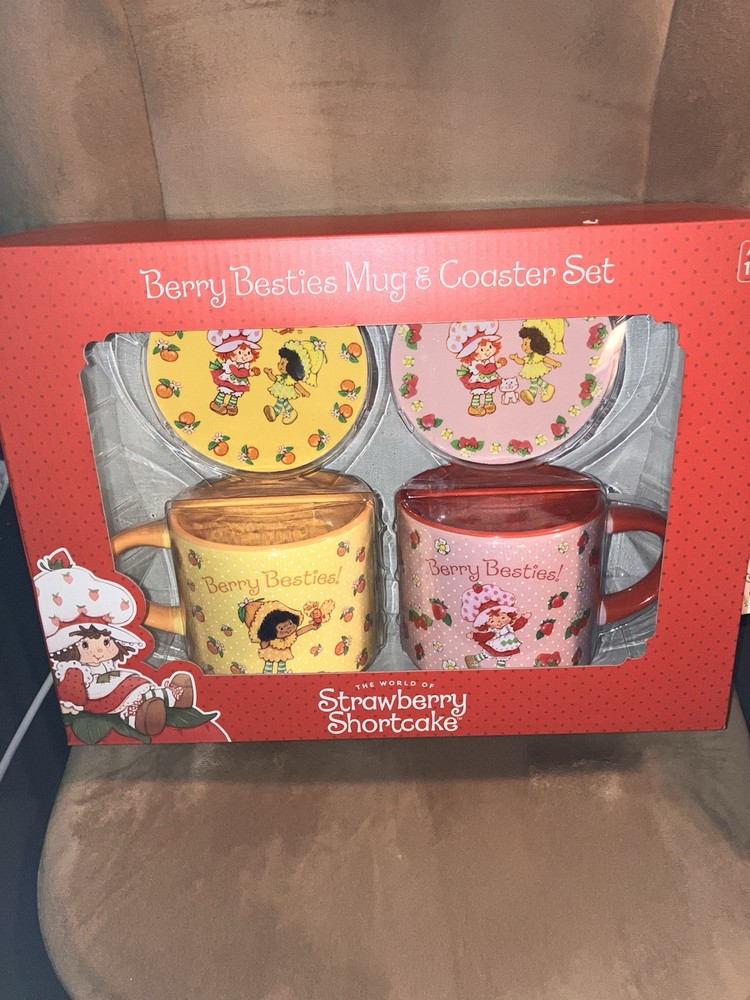 Berry Besties Mug & Coaster Set
Berry Besties!
Berry Besties!
THE WORLD OF
Strawberry
Shortcake